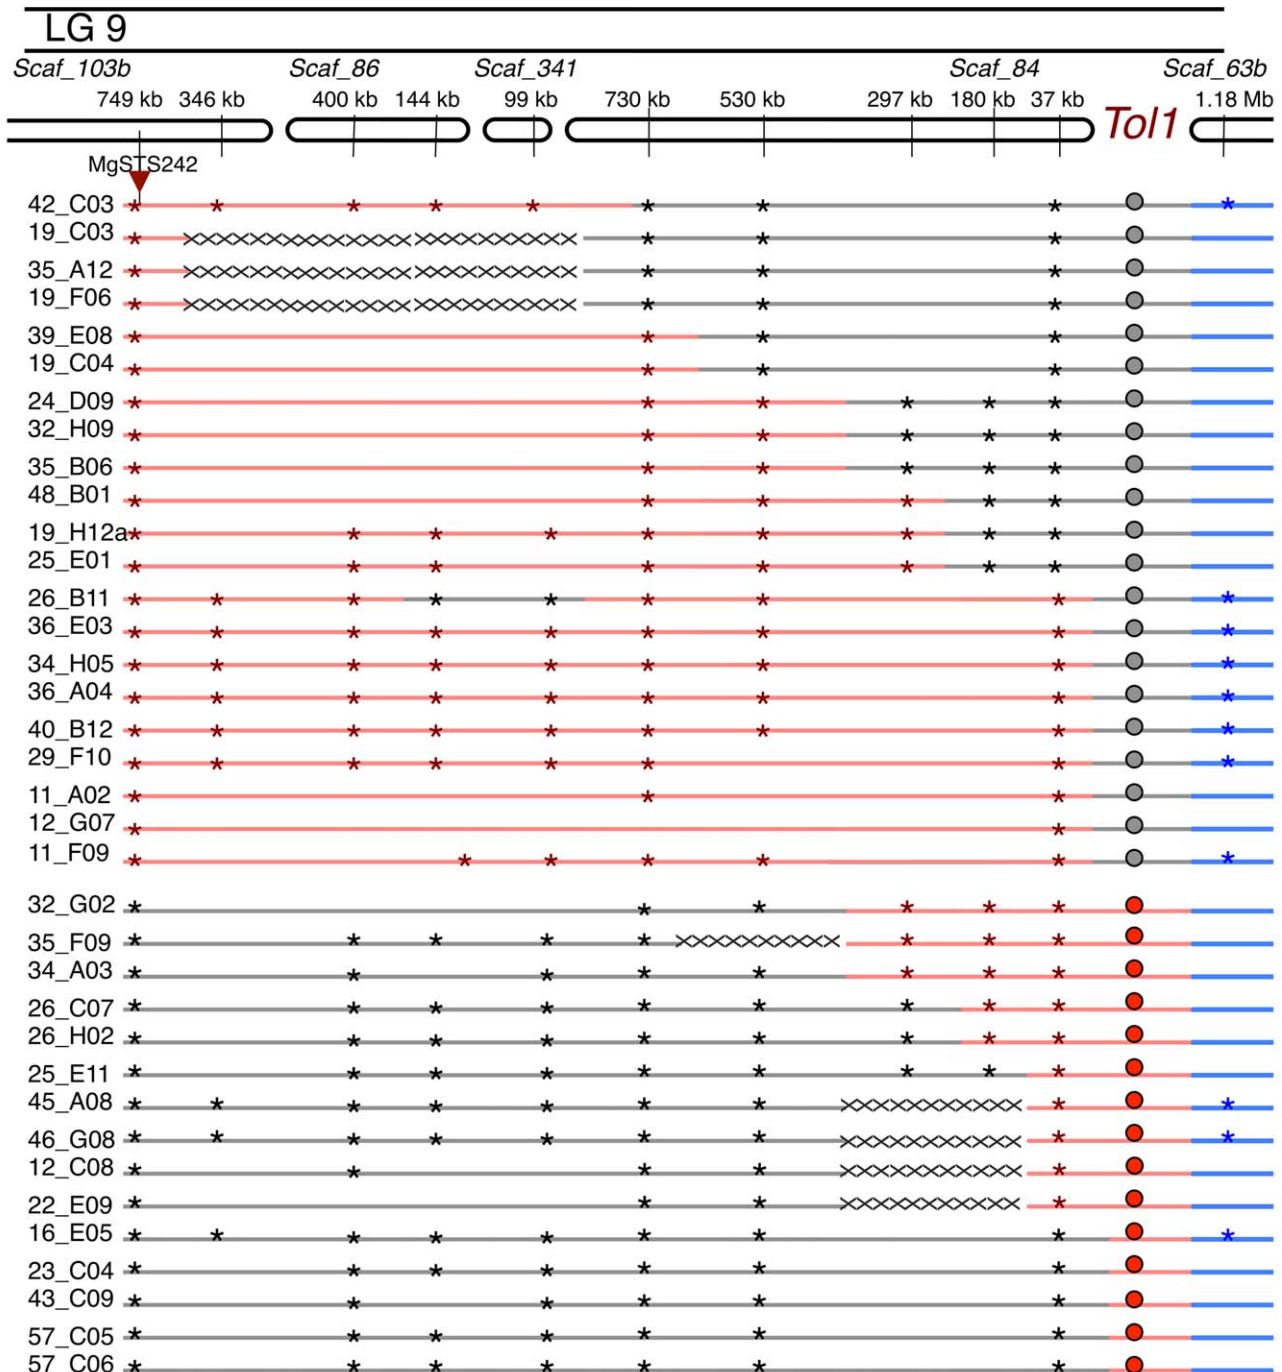 LG 9
Scaf_103b Scaf_86 Scaf_341 Scaf_84 Scaf_63b
749 kb 346 kb 400 kb 144 kb 99 kb 730 kb 530 kb 297 kb 180 kb 37 kb Tol1 1.18 Mb
MgSTS242
42_C03
19_C03
35_A12
19_F06
39_E08
19_C04
24_D09
32_H09
35_B06
48_B01
19_H12a
25_E01
26_B11
36_E03
34_H05
36_A04
40_B12
29_F10
11_A02
12_G07
11_F09
32_G02
35_F09
34_A03
26_C07
26_H02
25_E11
45_A08
46_G08
12_C08
22_E09
16_E05
23_C04
43_C09
57_C05
57_C06